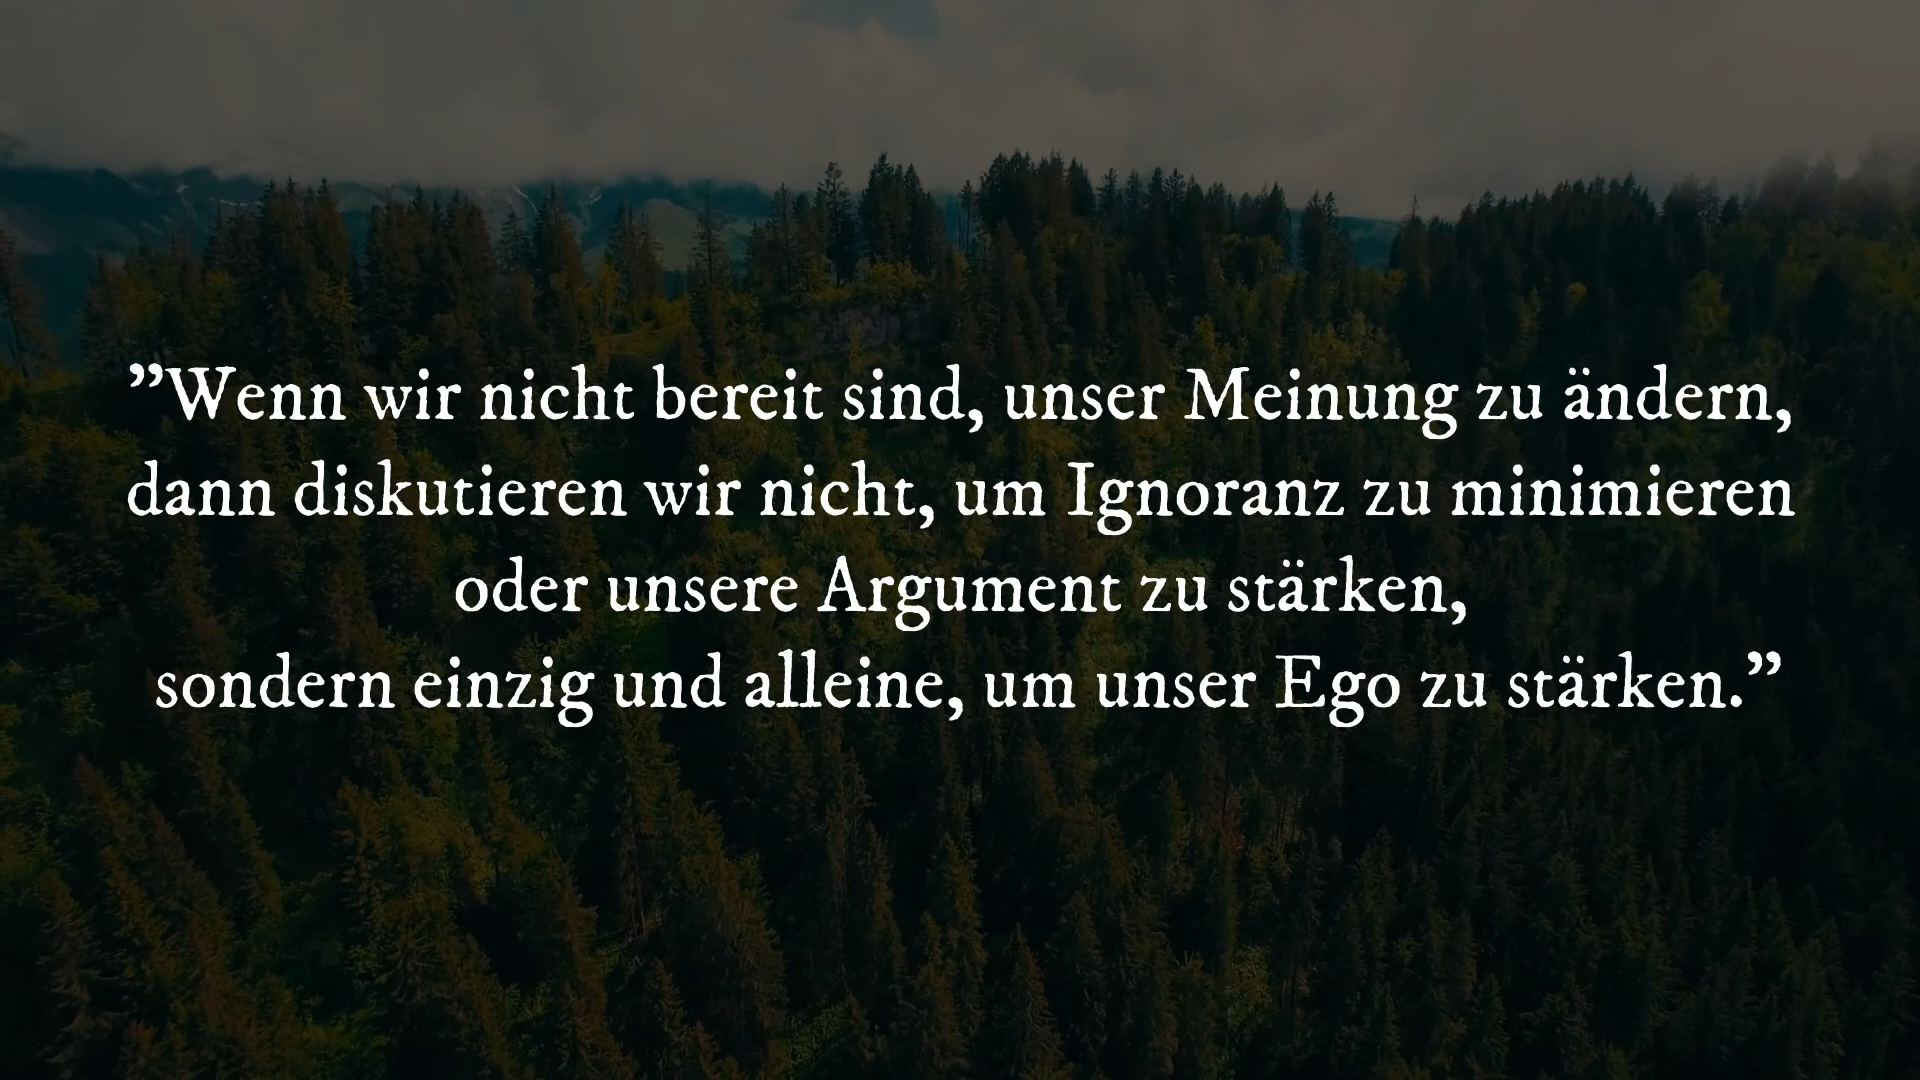 ”Wenn wir nicht bereit sind, unser Meinung zu ändern,
dann diskutieren wir nicht, um Ignoranz zu minimieren
oder unsere Argument zu stärken,
sondern einzig und alleine, um unser Ego zu stärken.”